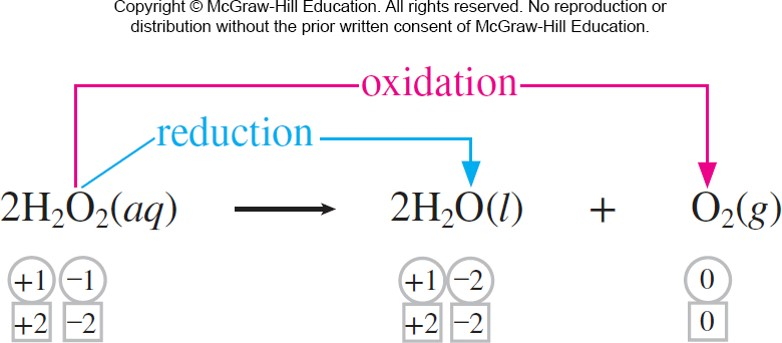 Copyright © McGraw-Hill Education. All rights reserved. No reproduction or
distribution without the prior written consent of McGraw-Hill Education.
oxidation
reduction
2H₂O₂(aq) → 2H₂O(l) + O₂(g)
+1 −1 +1 −2 0
+2 −2 +2 −2 0